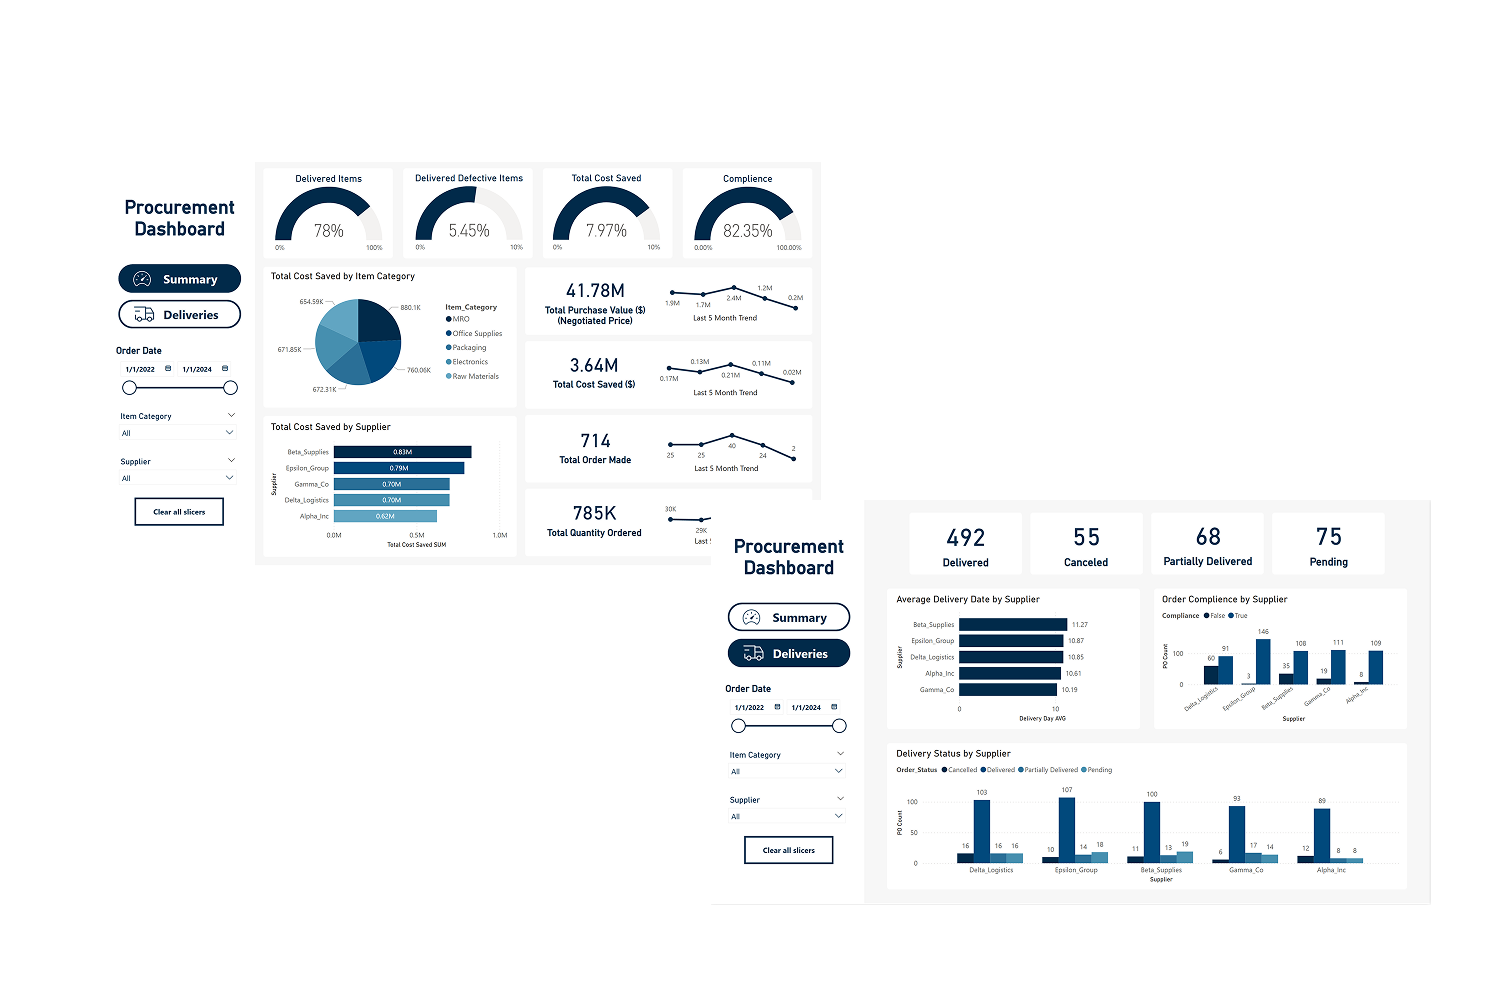 Procurement
Dashboard
Summary
Deliveries
Order Date
1/1/2022
1/1/2024
Item Category
All
Supplier
All
Clear all slicers
Delivered Items
78%
0%
100%
Delivered Defective Items
5.45%
0%
10%
Total Cost Saved
7.97%
0%
10%
Complience
82.35%
0.00%
100.00%
Total Cost Saved by Item Category
654.59K
880.1K
671.85K
760.06K
672.31K
Item_Category
MRO
Office Supplies
Packaging
Electronics
Raw Materials
41.78M
Total Purchase Value ($)
(Negotiated Price)
1.9M
1.7M
2.4M
1.2M
0.2M
Last 5 Month Trend
3.64M
Total Cost Saved ($)
0.17M
0.13M
0.21M
0.11M
0.02M
Last 5 Month Trend
Total Cost Saved by Supplier
Supplier
Beta_Supplies
0.83M
Epsilon_Group
0.79M
Gamma_Co
0.70M
Delta_Logistics
0.70M
Alpha_Inc
0.62M
0.0M
0.5M
1.0M
Total Cost Saved SUM
714
Total Order Made
25
25
40
24
2
Last 5 Month Trend
785K
Total Quantity Ordered
30K
29K
Last 5
Procurement
Dashboard
Summary
Deliveries
Order Date
1/1/2022
1/1/2024
Item Category
All
Supplier
All
Clear all slicers
492
Delivered
55
Canceled
68
Partially Delivered
75
Pending
Average Delivery Date by Supplier
Supplier
Beta_Supplies
11.27
Epsilon_Group
10.87
Delta_Logistics
10.85
Alpha_Inc
10.61
Gamma_Co
10.19
0
10
Delivery Day AVG
Order Complience by Supplier
Compliance
False
True
PO Count
100
0
60
91
3
146
35
108
19
111
8
109
Delta_Logistics
Epsilon_Group
Beta_Supplies
Gamma_Co
Alpha_Inc
Supplier
Delivery Status by Supplier
Order_Status
Cancelled
Delivered
Partially Delivered
Pending
PO Count
100
50
0
16
103
16
16
10
107
14
18
11
100
13
19
6
93
17
14
12
89
8
8
Delta_Logistics
Epsilon_Group
Beta_Supplies
Gamma_Co
Alpha_Inc
Supplier